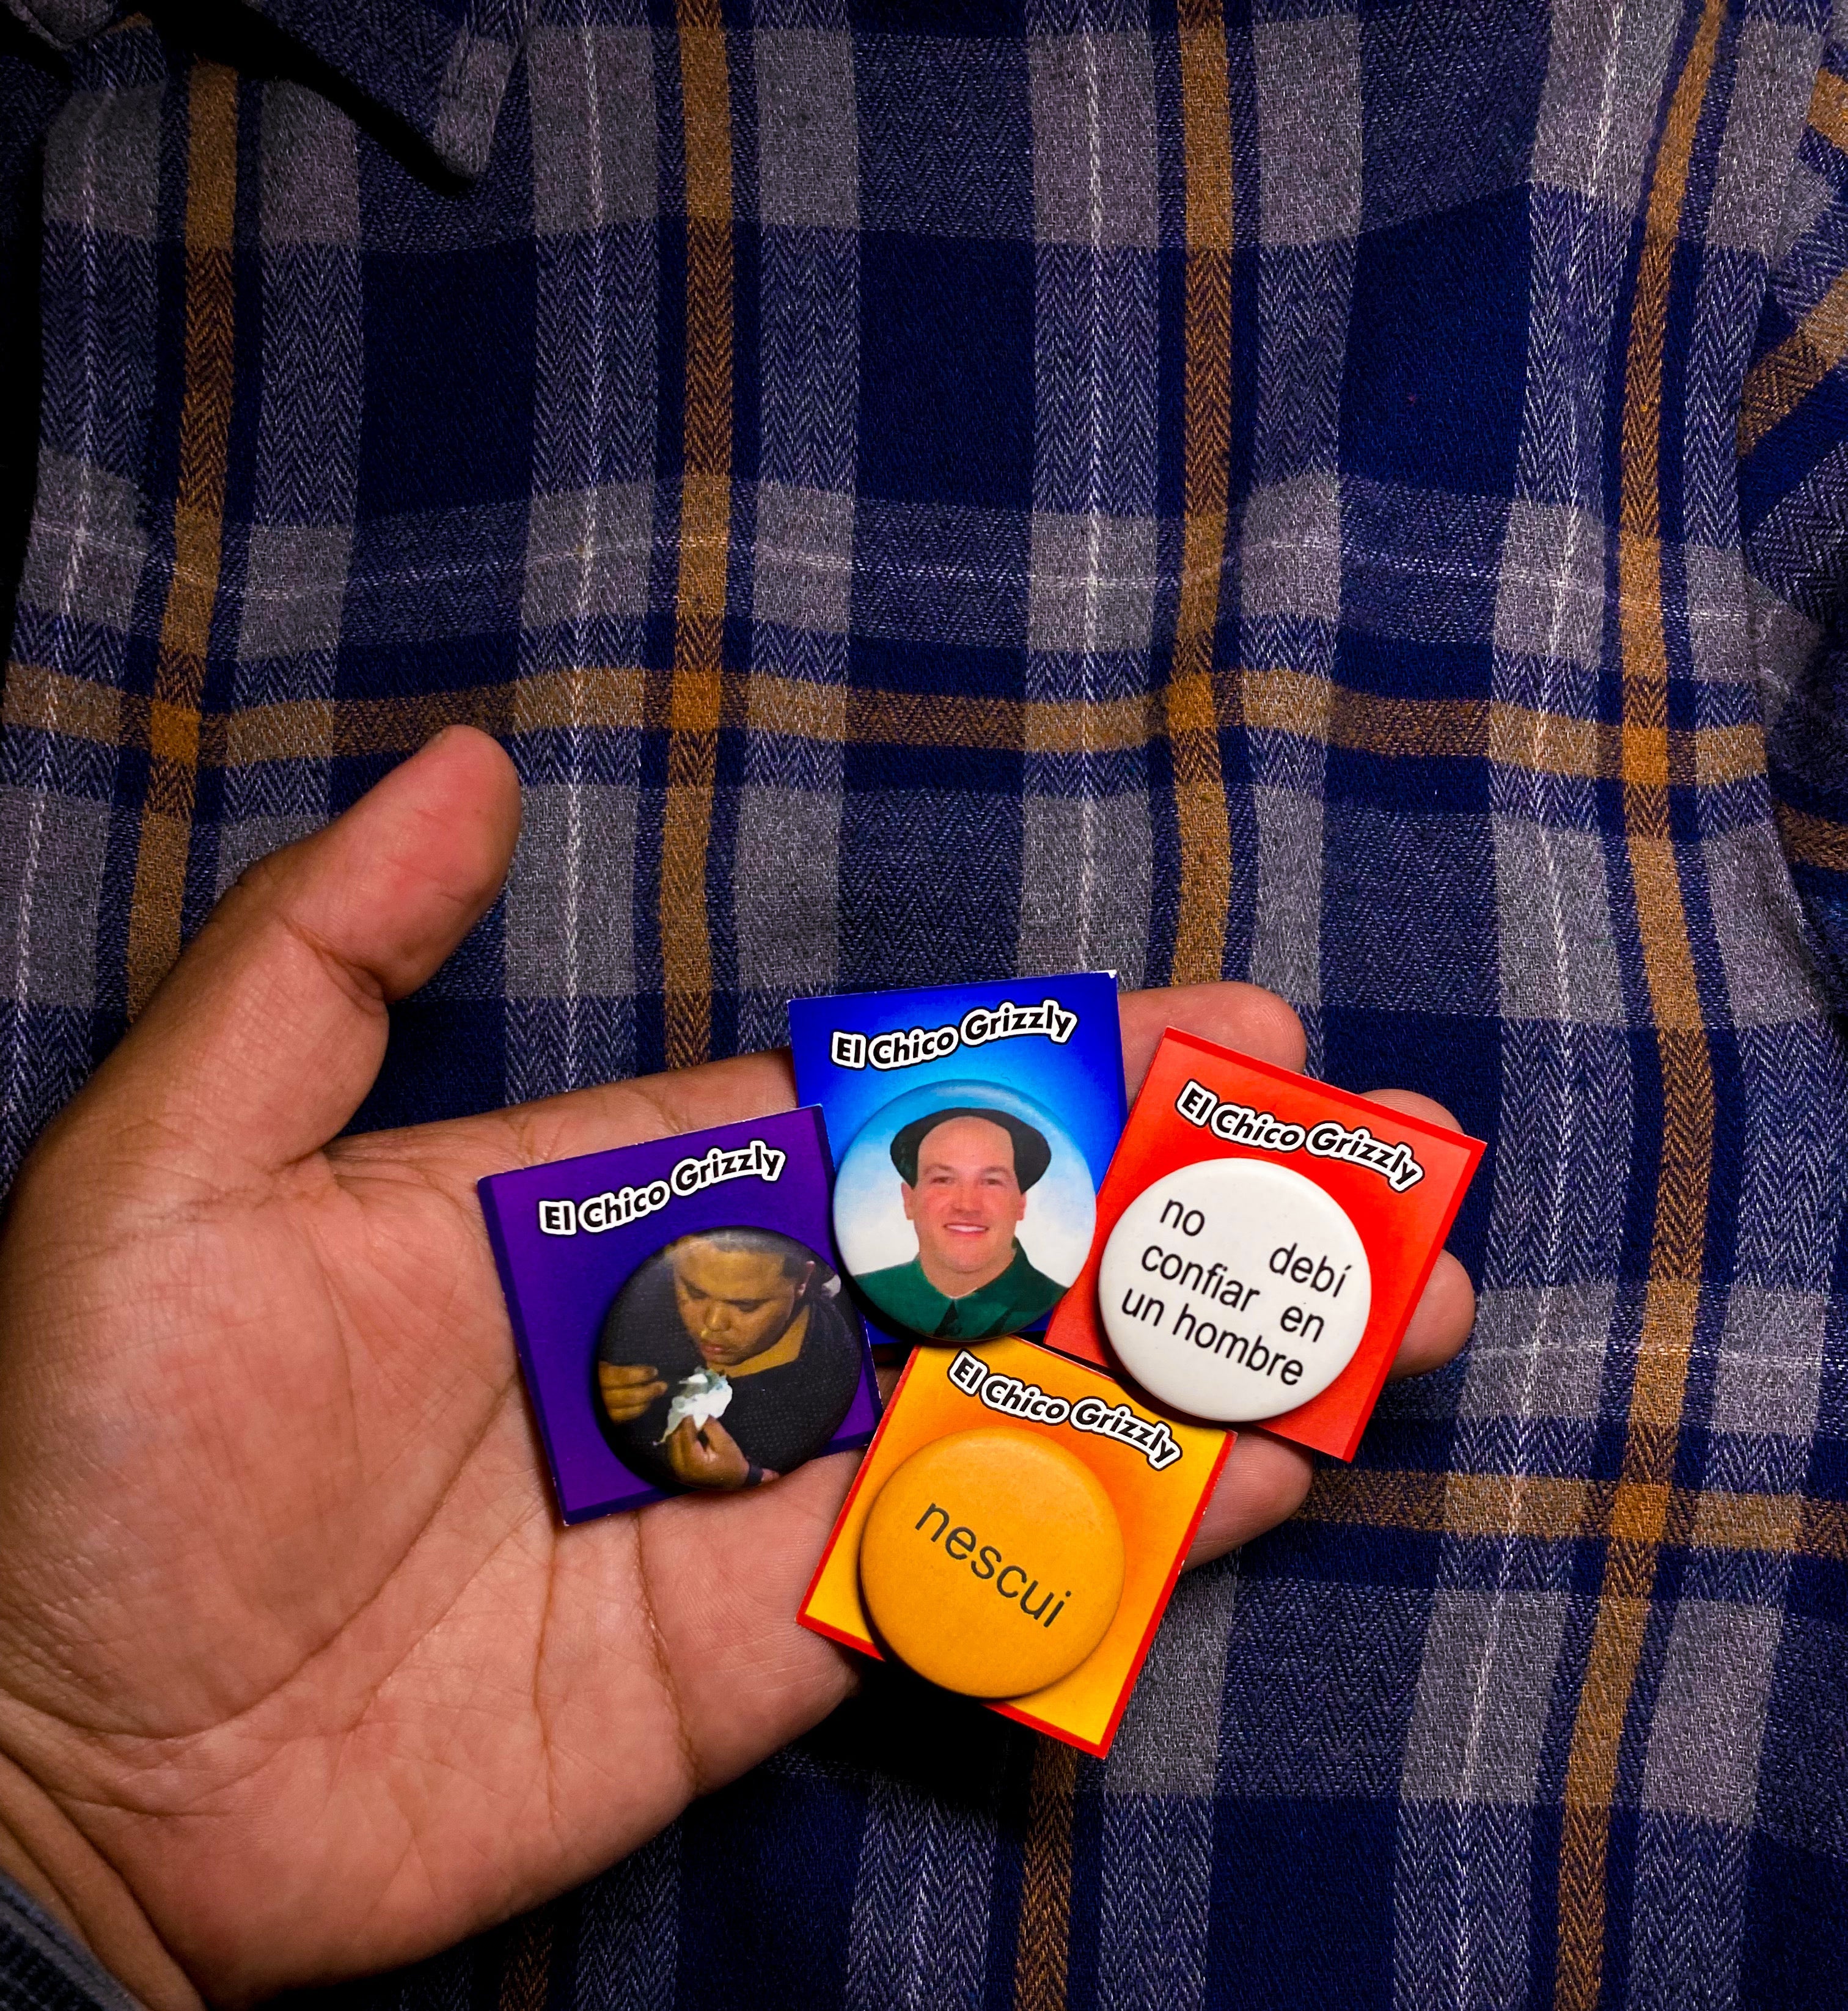 El Chico Grizzly
El Chico Grizzly
El Chico Grizzly
no debí
confiar en
un hombre
El Chico Grizzly
nescui